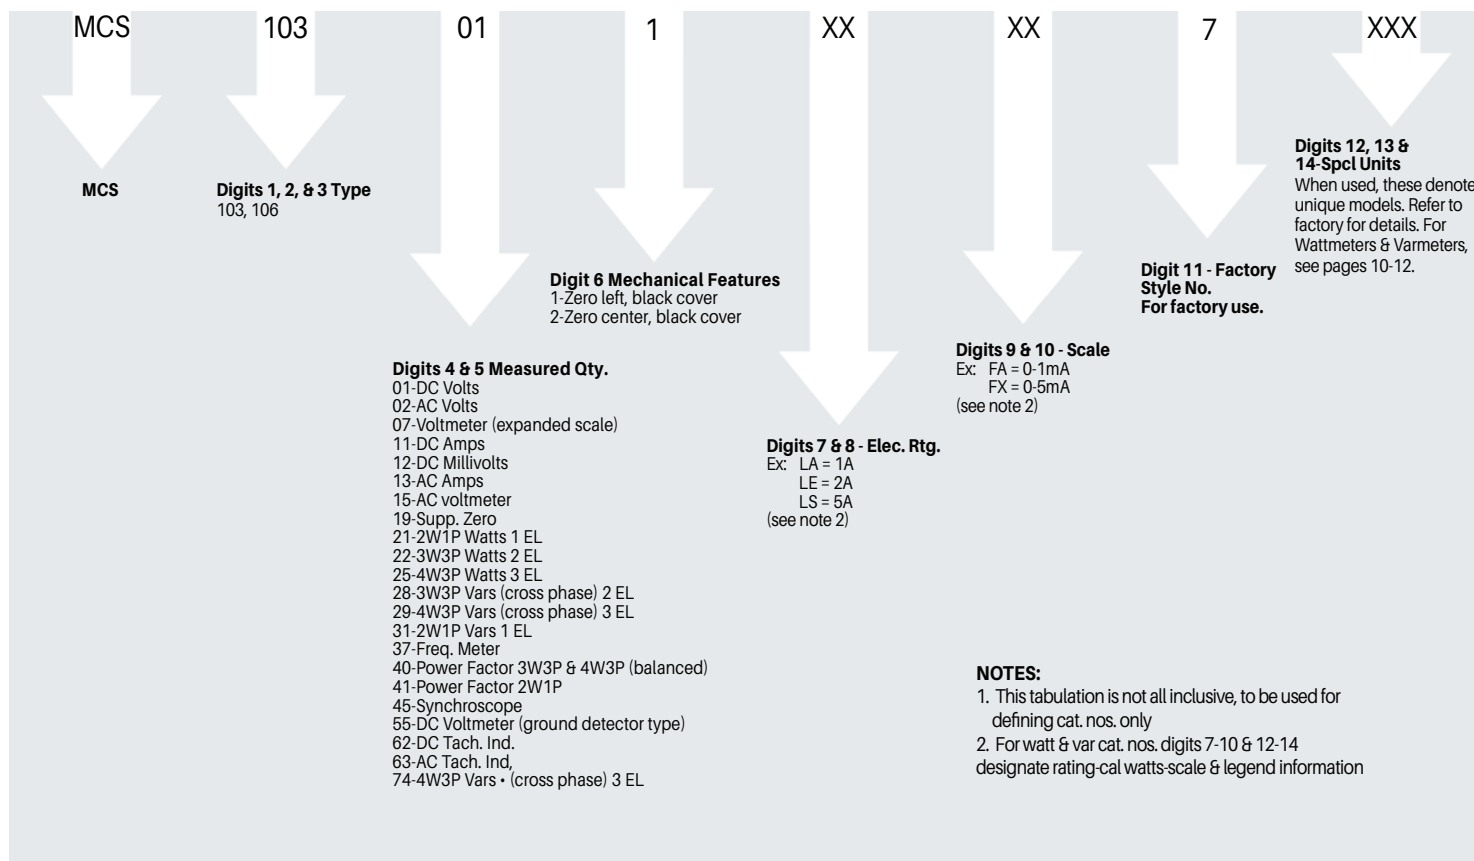 MCS 103 01 1 XX XX 7 XXX
MCS
Digits 1, 2, & 3 Type
103, 106
Digits 4 & 5 Measured Qty.
01-DC Volts
02-AC Volts
07-Voltmeter (expanded scale)
11-DC Amps
12-DC Millivolts
13-AC Amps
15-AC voltmeter
19-Supp. Zero
21-2W1P Watts 1 EL
22-3W3P Watts 2 EL
25-4W3P Watts 3 EL
28-3W3P Vars (cross phase) 2 EL
29-4W3P Vars (cross phase) 3 EL
31-2W1P Vars 1 EL
37-Freq. Meter
40-Power Factor 3W3P & 4W3P (balanced)
41-Power Factor 2W1P
45-Synchroscope
55-DC Voltmeter (ground detector type)
62-DC Tach. Ind.
63-AC Tach. Ind,
74-4W3P Vars • (cross phase) 3 EL
Digit 6 Mechanical Features
1-Zero left, black cover
2-Zero center, black cover
Digits 7 & 8 - Elec. Rtg.
Ex: LA = 1A
LE = 2A
LS = 5A
(see note 2)
Digits 9 & 10 - Scale
Ex: FA = 0-1mA
FX = 0-5mA
(see note 2)
Digit 11 - Factory
Style No.
For factory use.
Digits 12, 13 &
14-Spcl Units
When used, these denote
unique models. Refer to
factory for details. For
Wattmeters & Varmeters,
see pages 10-12.
NOTES:
1. This tabulation is not all inclusive, to be used for
defining cat. nos. only
2. For watt & var cat. nos. digits 7-10 & 12-14
designate rating-cal watts-scale & legend information